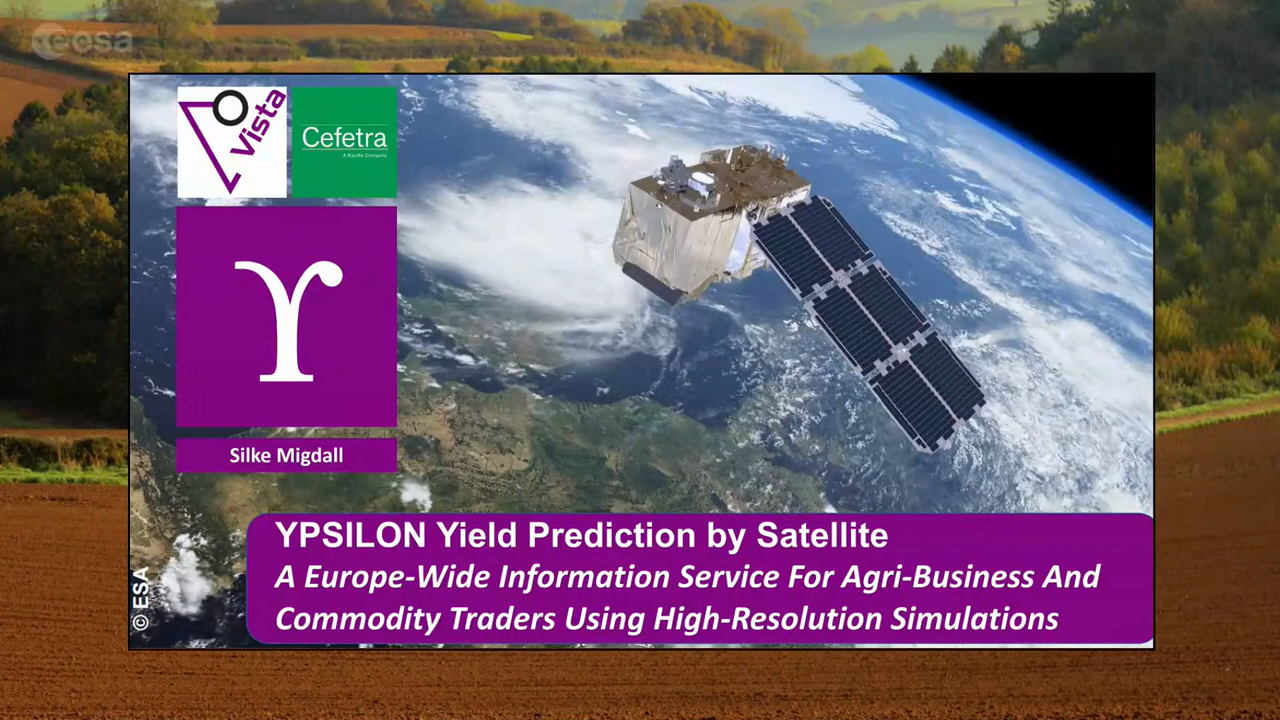 esa
Vista
Cefetra
A BayWa Company
ϒ
Silke Migdall
YPSILON Yield Prediction by Satellite
A Europe-Wide Information Service For Agri-Business And
Commodity Traders Using High-Resolution Simulations
© ESA